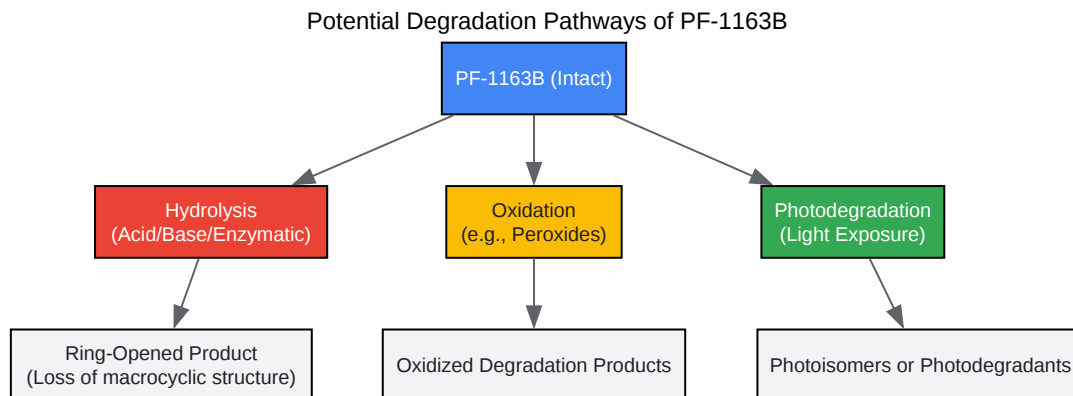 Potential Degradation Pathways of PF-1163B
PF-1163B (Intact)
Hydrolysis
(Acid/Base/Enzymatic)
Oxidation
(e.g., Peroxides)
Photodegradation
(Light Exposure)
Ring-Opened Product
(Loss of macrocyclic structure)
Oxidized Degradation Products
Photoisomers or Photodegradants